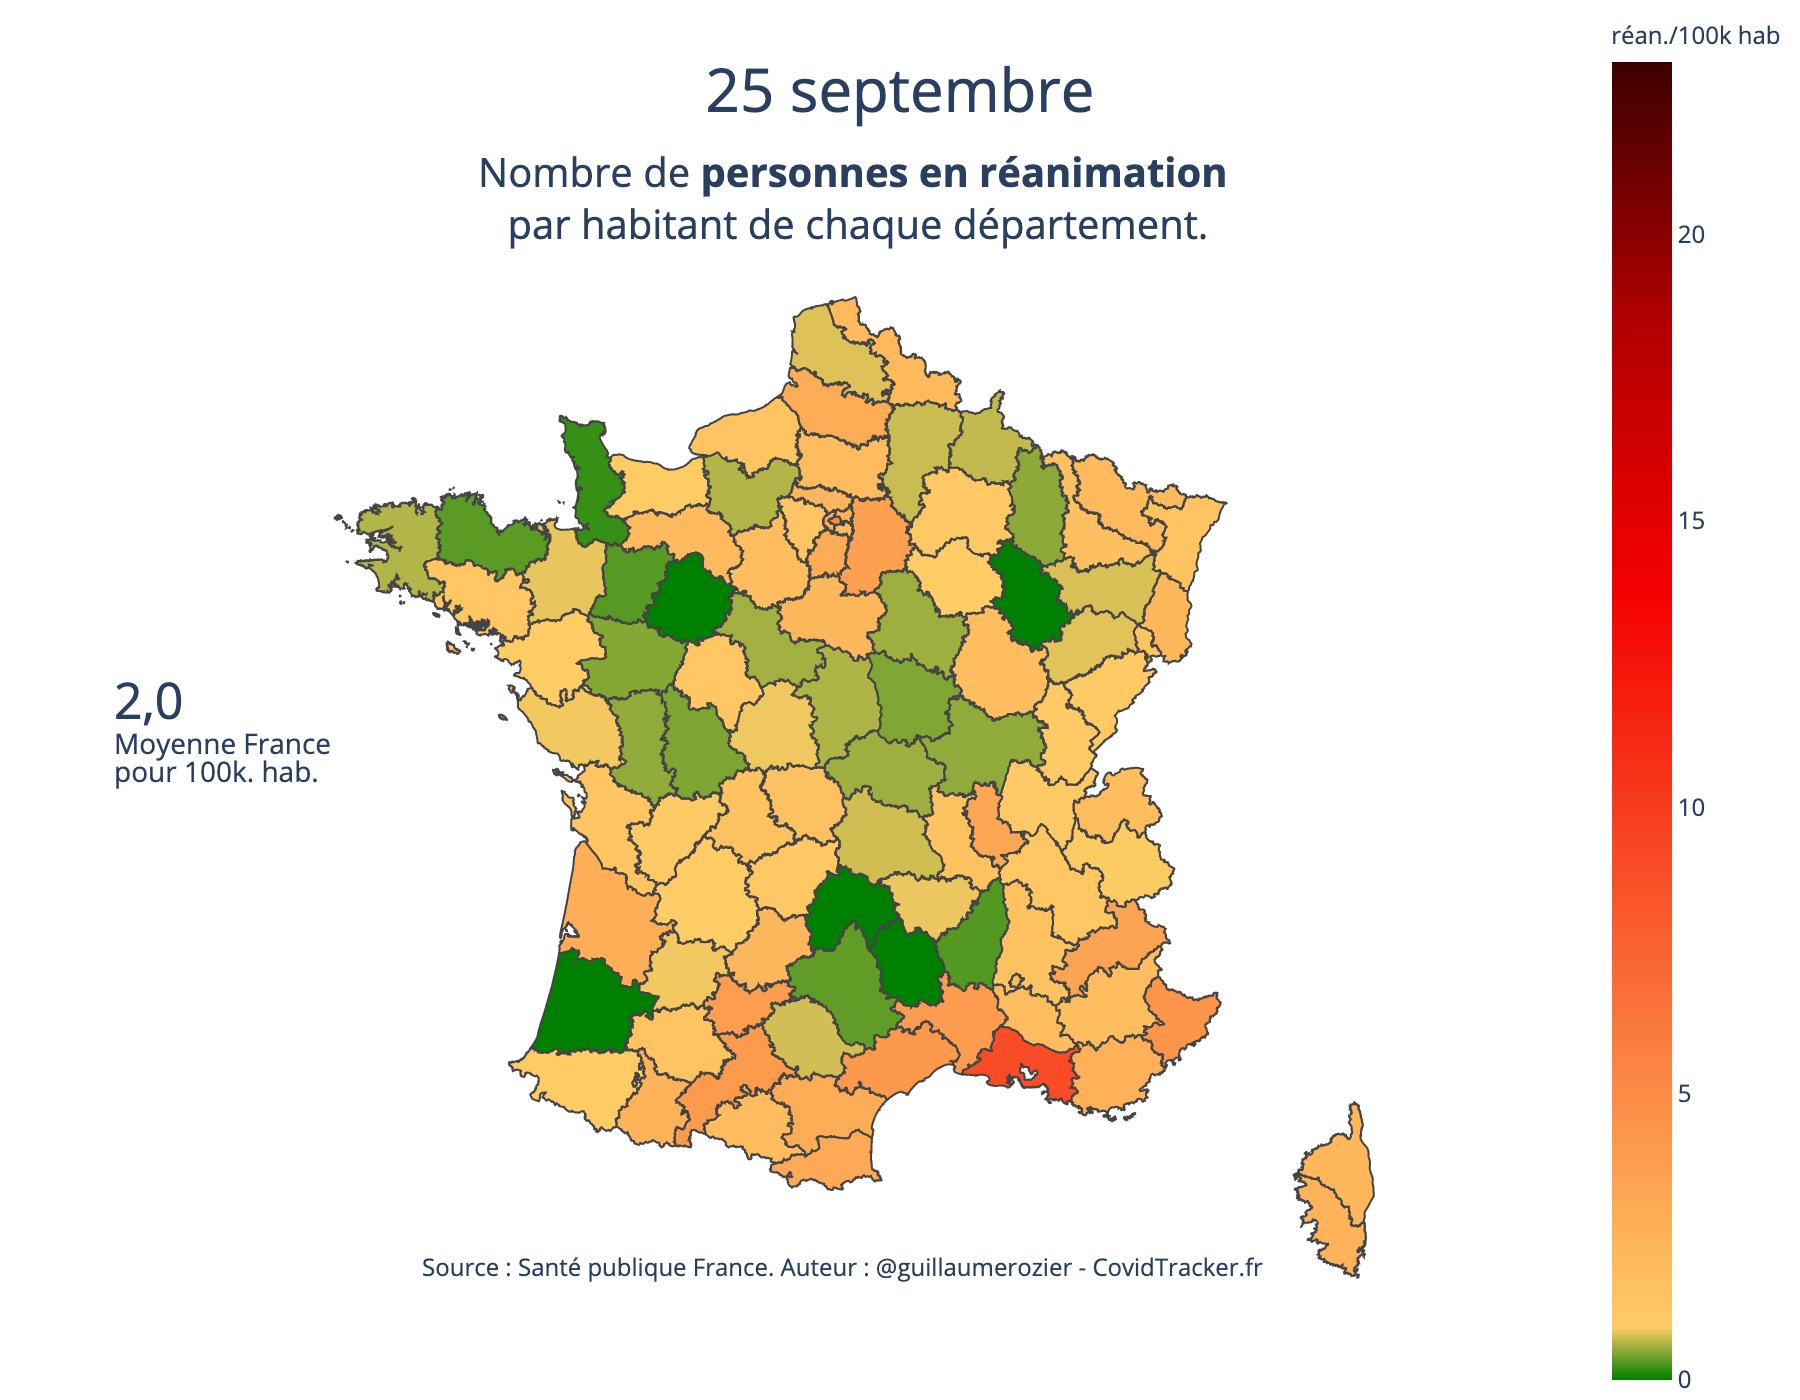 réan./100k hab
25 septembre
Nombre de personnes en réanimation
par habitant de chaque département.
20
15
2,0
Moyenne France
pour 100k. hab.
10
5
Source : Santé publique France. Auteur : @guillaumerozier - CovidTracker.fr
0